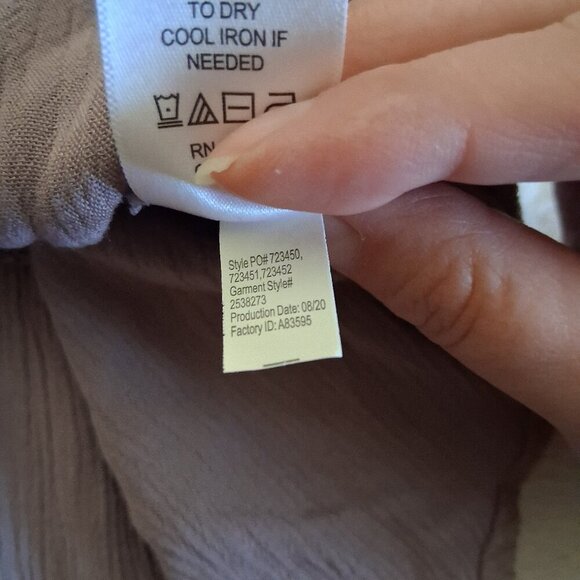 TO DRY
COOL IRON IF
NEEDED
RN
Style PO# 723450,
723451,723452
Garment Style#
2538273
Production Date: 08/20
Factory ID: A83595